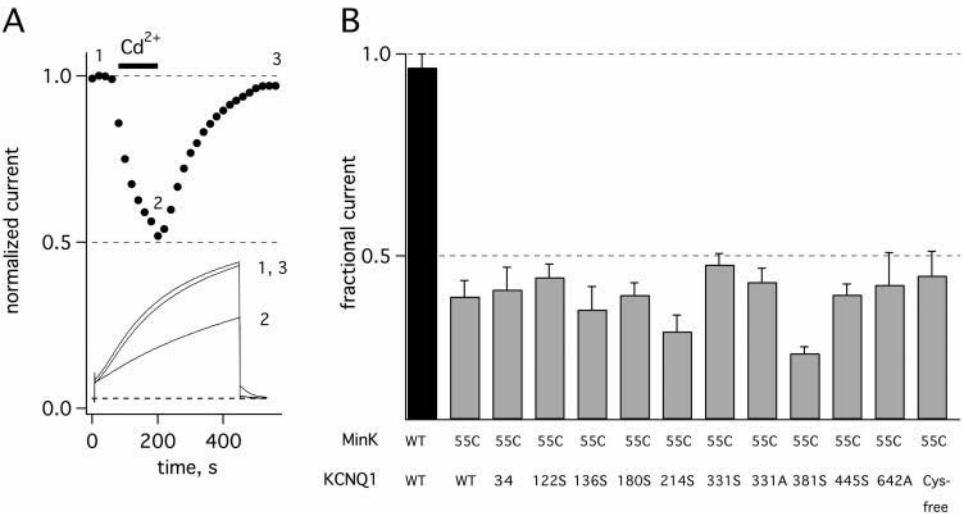 A
B
Cd2+
1
3
1.0
2
0.5
1, 3
2
0.0
0 200 400
time, s
normalized current
1.0
0.5
fractional current
MinK WT 55C 55C 55C 55C 55C 55C 55C 55C 55C 55C 55C 55C
KCNQ1 WT WT 34 122S 136S 180S 214S 331S 331A 381S 445S 642A Cys-
free